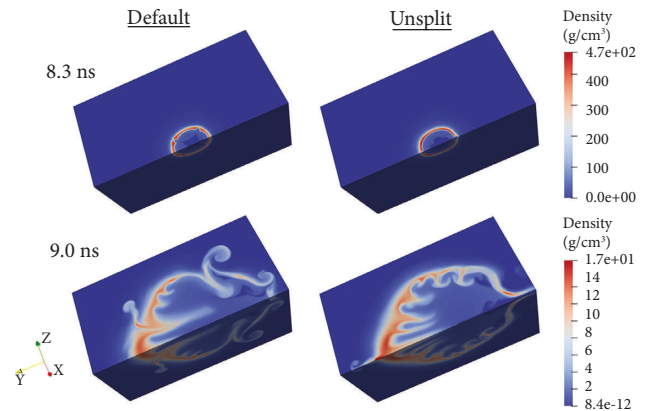 Default
Unsplit
8.3 ns
Density
(g/cm³)
4.7e+02
400
300
200
100
0.0e+00
9.0 ns
Density
(g/cm³)
1.7e+01
14
12
10
8
6
4
2
8.4e-12
Z
Y
X